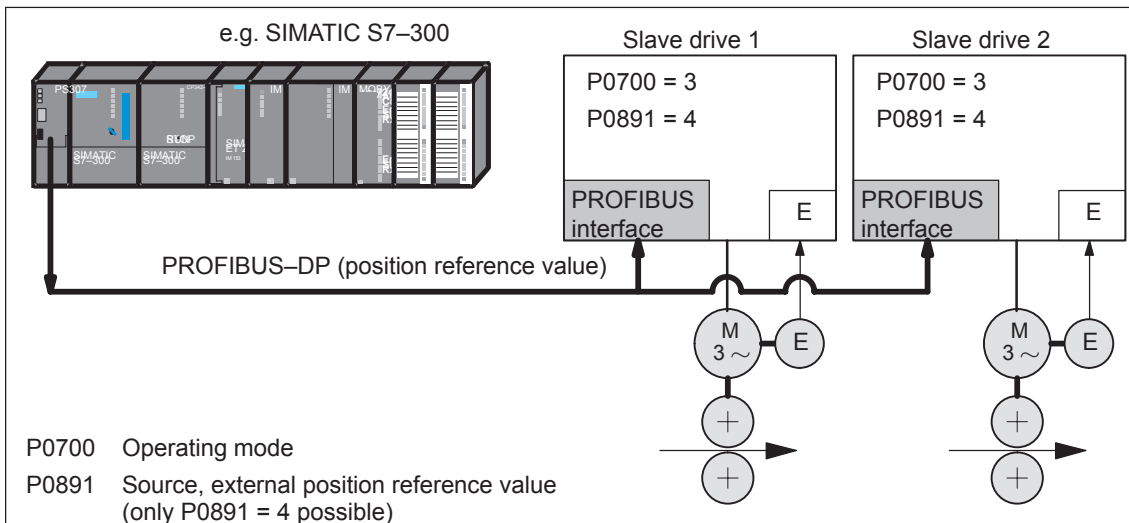 e.g. SIMATIC S7–300
Slave drive 1
Slave drive 2
P0700 = 3
P0891 = 4
P0700 = 3
P0891 = 4
PS307
IM
IM
SIMATIC
S7–300
SIMATIC
S7–300
STOP
PROFIBUS
interface
E
PROFIBUS
interface
E
PROFIBUS–DP (position reference value)
M
3 ~
E
M
3 ~
E
P0700 Operating mode
P0891 Source, external position reference value
(only P0891 = 4 possible)